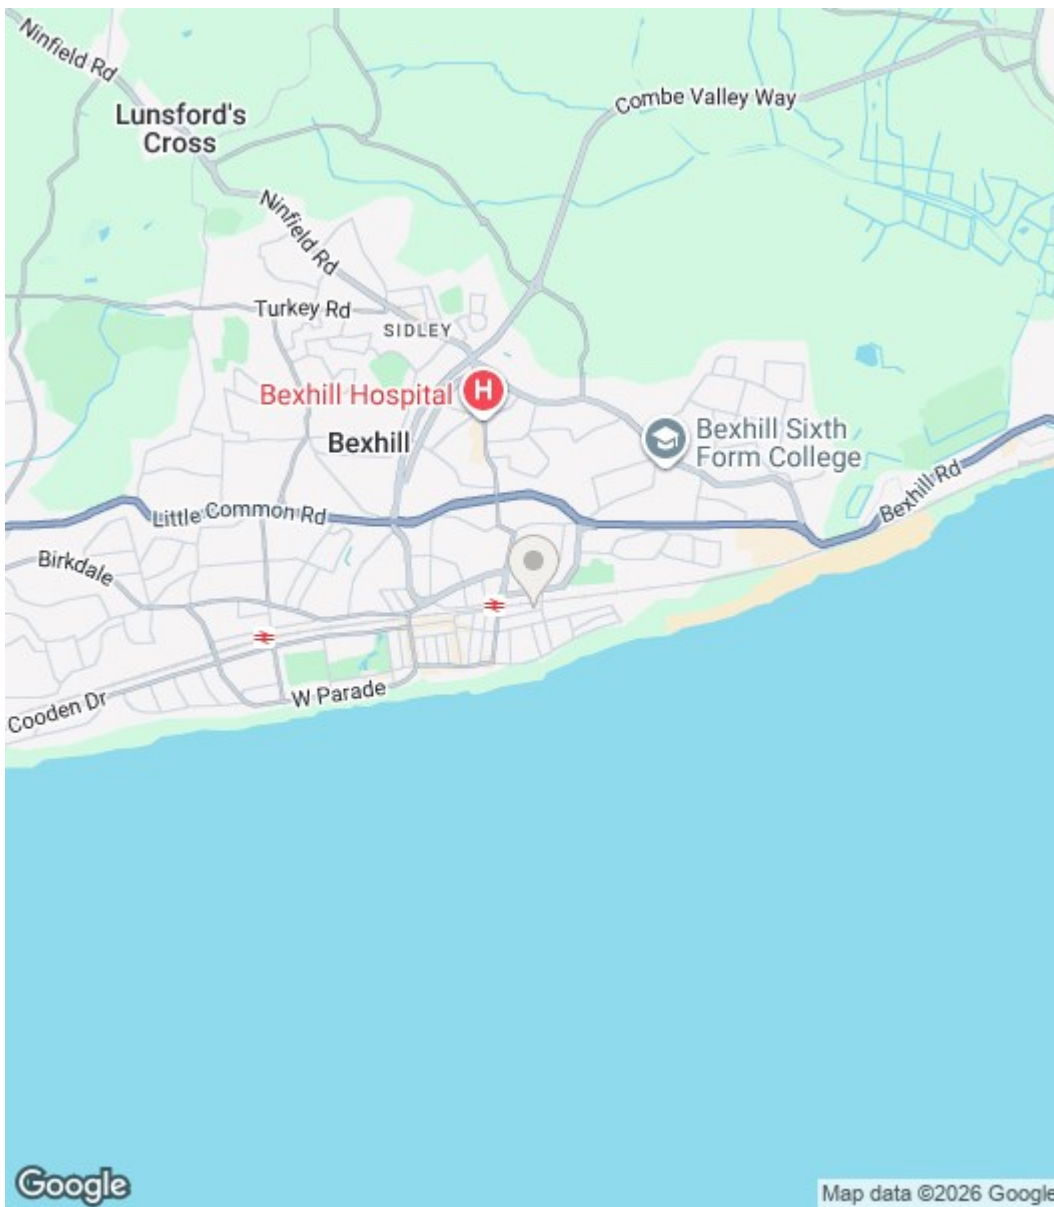 Ninfield Rd
Combe Valley Way
Lunsford's
Cross
Ninfield Rd
Turkey Rd
SIDLEY
Bexhill Hospital
H
Bexhill
Bexhill Sixth
Form College
Bexhill Rd
Little Common Rd
Birkdale
W Parade
Cooden Dr
Google
Map data ©2026 Google